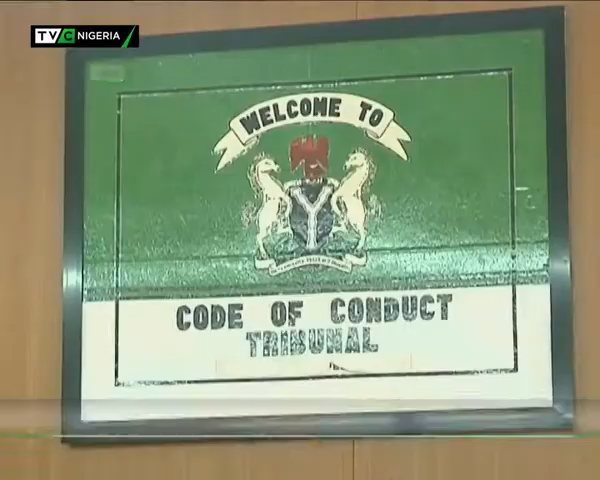 TVC NIGERIA
WELCOME TO
CODE OF CONDUCT
TRIBUNAL